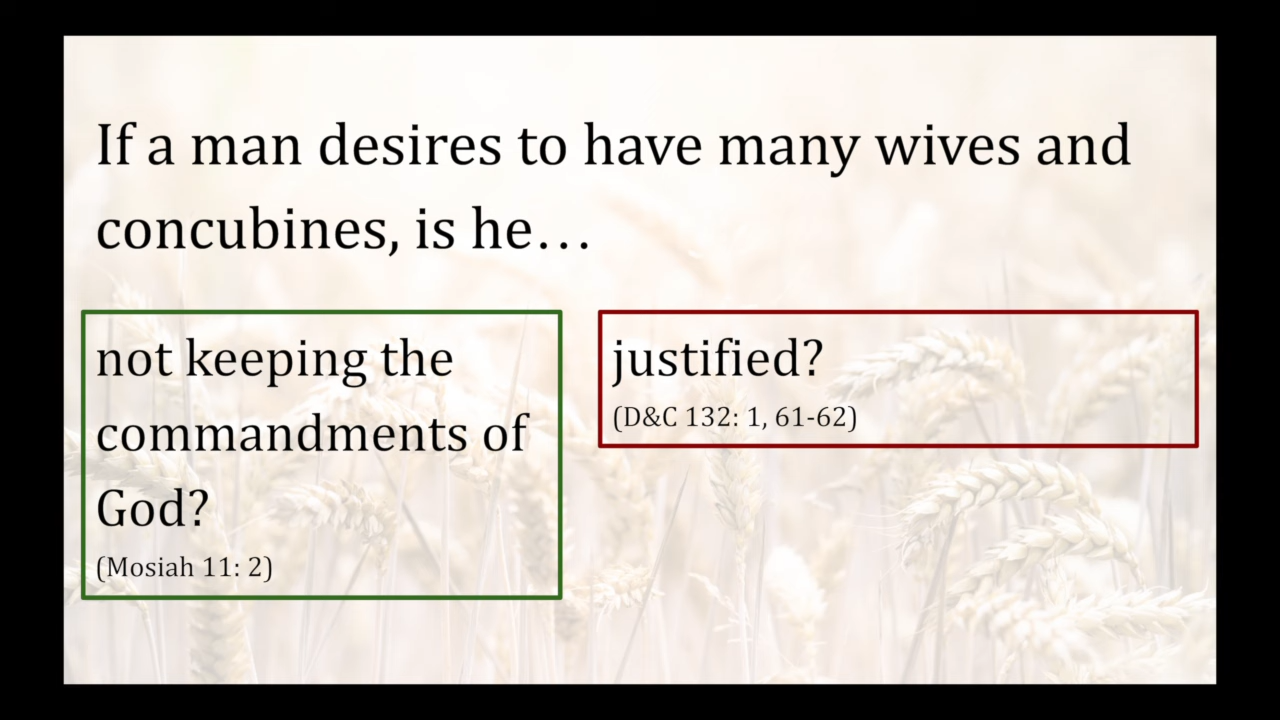 If a man desires to have many wives and
concubines, is he…
not keeping the
commandments of
God?
(Mosiah 11: 2)
justified?
(D&C 132: 1, 61-62)